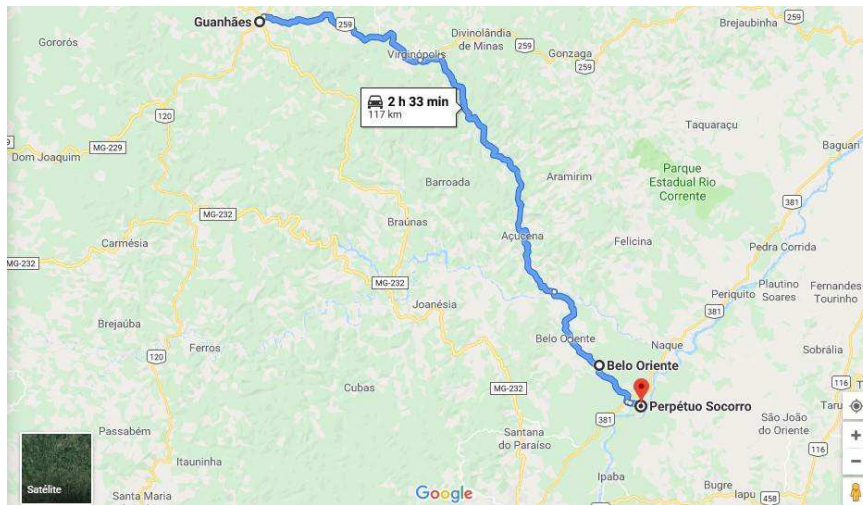 Guanhães
259
Gororós
Divinolândia
de Minas
259
Gonzaga
259
Brejaubinha
Virginópolis
2 h 33 min
117 km
120
Taquaraçu
Baguari
MG-229
Dom Joaquim
Parque
Estadual Rio
Corrente
Aramirim
Barroada
381
MG-232
Braúnas
Açucena
Felicina
Carmésia
Pedra Corrida
MG-232
MG-232
Plautino
Soares
Fernandes
Tourinho
Periquito
Joanésia
381
Brejaúba
Belo Oriente
Naque
Ferros
120
Sobrália
Belo Oriente
Cubas
MG-232
116
T
Perpétuo Socorro
Taru
381
São João
do Oriente
Passabém
Santana
do Paraíso
116
Itauninha
Ipaba
Satélite
Santa Maria
Google
Bugre
Iapu
458